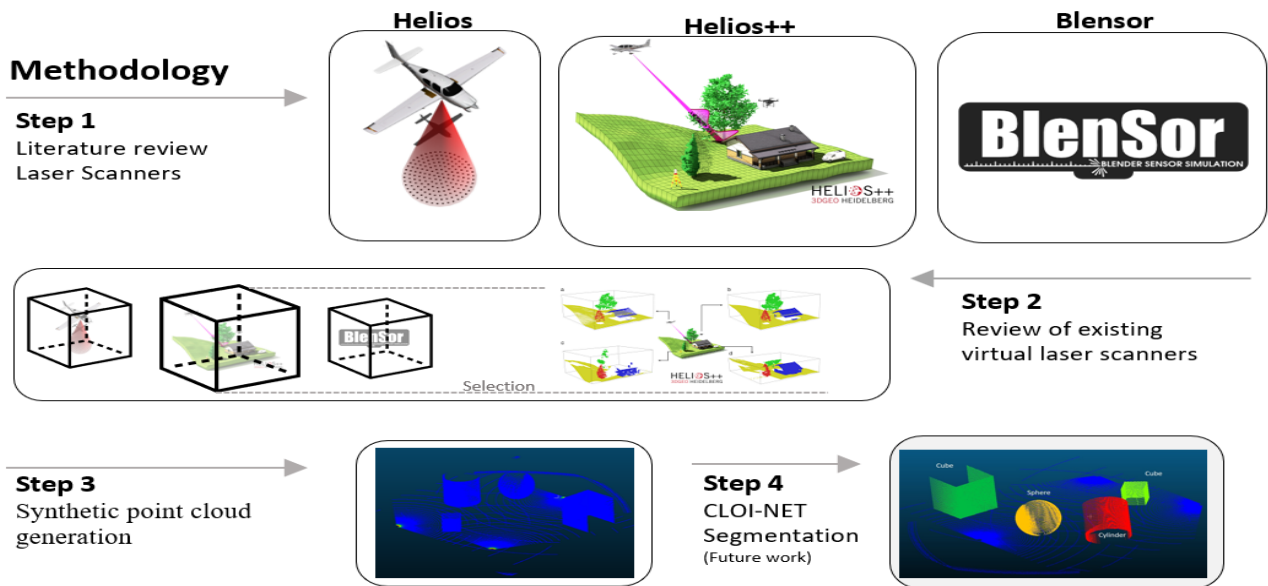 Methodology
Step 1
Literature review
Laser Scanners
Helios
Helios++
Blensor
HELIOS++
3DGEO HEIDELBERG
BlenSor
BLENDER SENSOR SIMULATION
Step 2
Review of existing
virtual laser scanners
BlenSor
Selection
a
b
c
d
HELIOS++
3DGEO HEIDELBERG
Step 3
Synthetic point cloud
generation
Step 4
CLOI-NET
Segmentation
(Future work)
Cube
Sphere
Cube
Cylinder